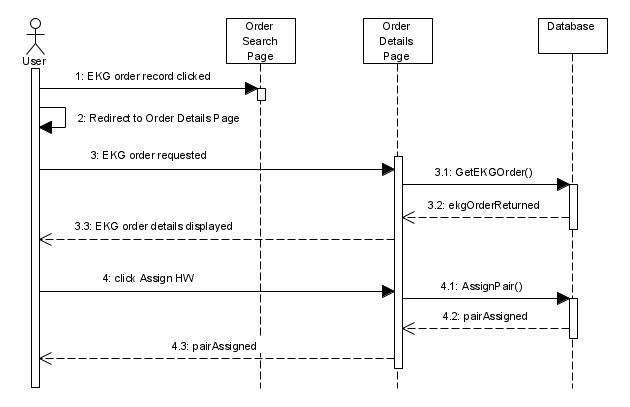 Order
Search
Page
Order
Details
Page
Database
User
1: EKG order record clicked
2: Redirect to Order Details Page
3: EKG order requested
3.1: GetEKGOrder()
3.2: ekgOrderReturned
3.3: EKG order details displayed
4: click Assign HW
4.1: AssignPair()
4.2: pairAssigned
4.3: pairAssigned